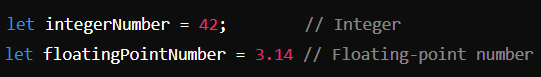 let integerNumber = 42;          // Integer
let floatingPointNumber = 3.14 // Floating-point number